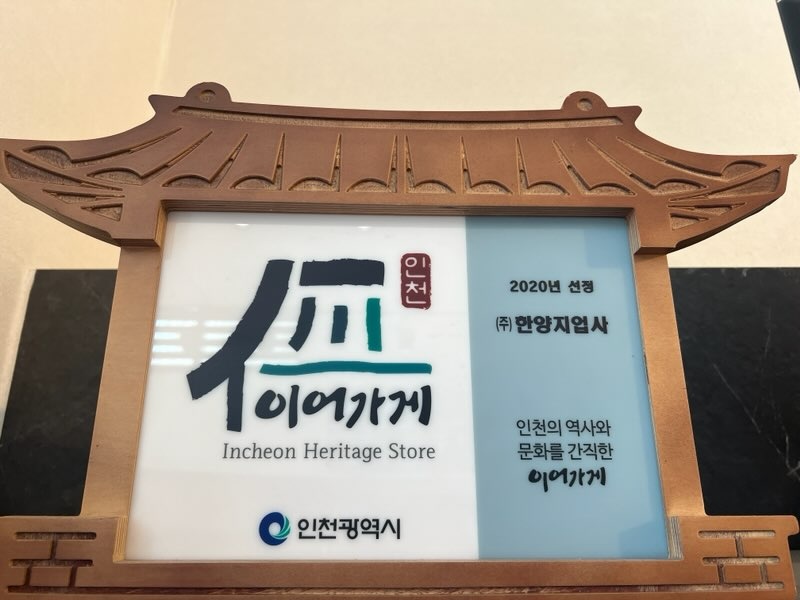 인천
이어가게
Incheon Heritage Store
인천광역시
2020년 선정
(주) 한양지업사
인천의 역사와
문화를 간직한
이어가게